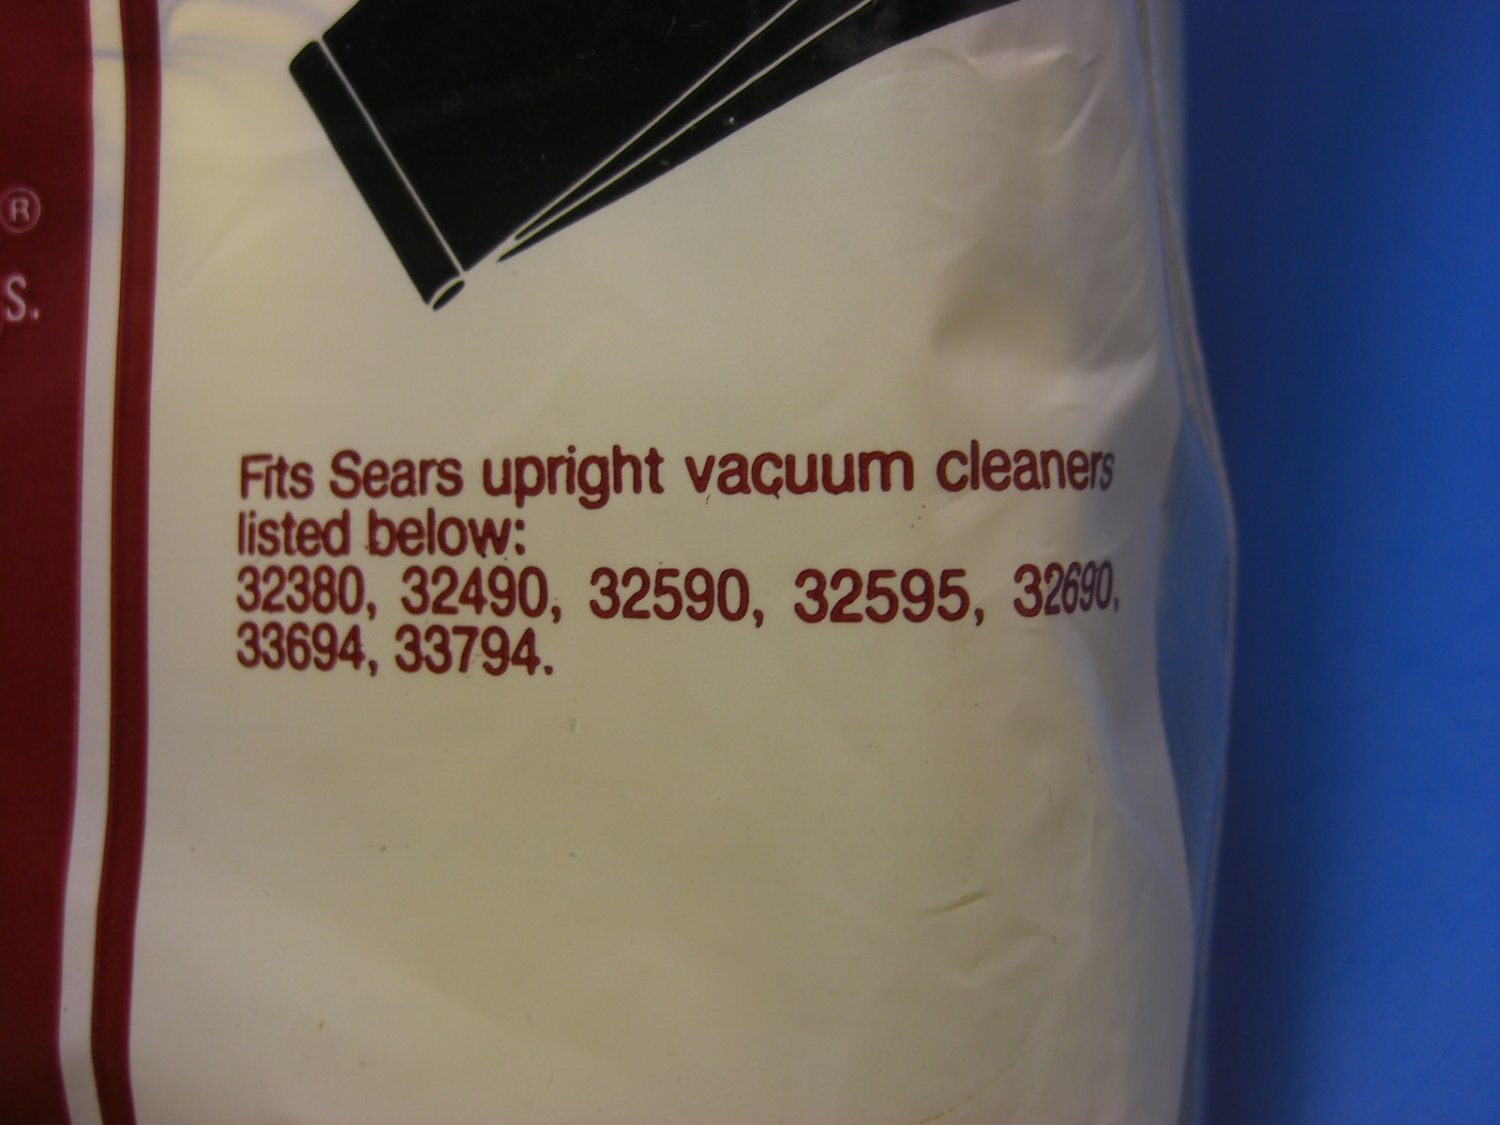 ®
S.
Fits Sears upright vacuum cleaners
listed below:
32380, 32490, 32590, 32595, 32690,
33694, 33794.